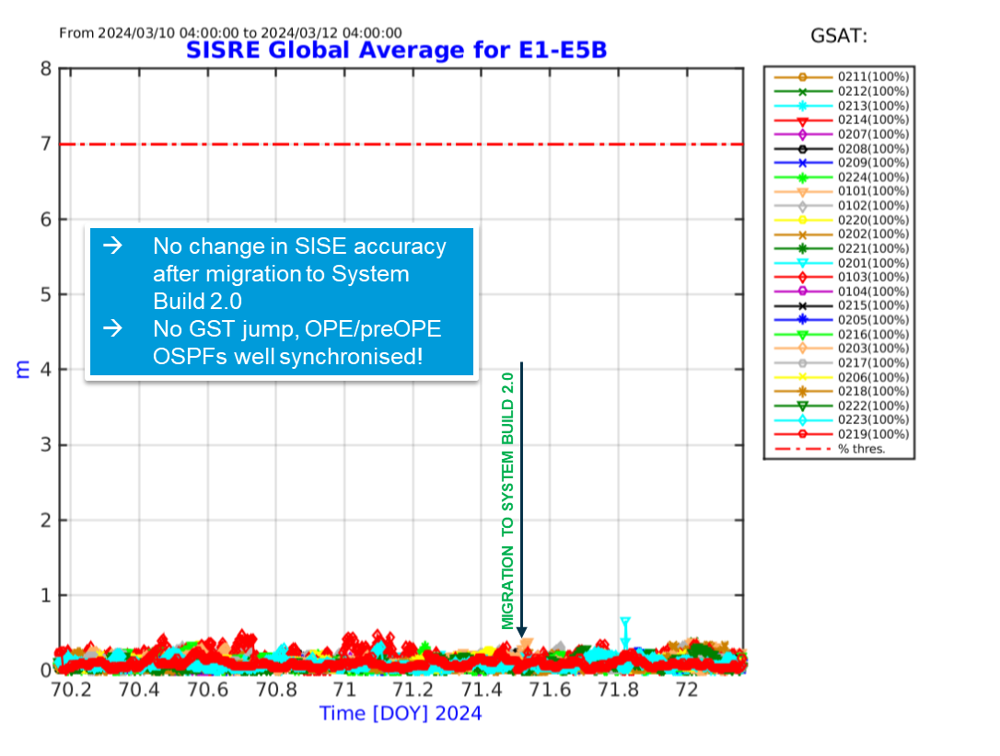 From 2024/03/10 04:00:00 to 2024/03/12 04:00:00
SISRE Global Average for E1-E5B
GSAT:
0211(100%)
0212(100%)
0213(100%)
0214(100%)
0207(100%)
0208(100%)
0209(100%)
0224(100%)
0101(100%)
0102(100%)
0220(100%)
0202(100%)
0221(100%)
0201(100%)
0103(100%)
0104(100%)
0215(100%)
0205(100%)
0216(100%)
0203(100%)
0217(100%)
0206(100%)
0218(100%)
0222(100%)
0223(100%)
0219(100%)
% thres.
8
7
6
5
4
3
2
1
0
m
→ No change in SISE accuracy
after migration to System
Build 2.0
→ No GST jump, OPE/preOPE
OSPFs well synchronised!
MIGRATION TO SYSTEM BUILD 2.0
70.2 70.4 70.6 70.8 71 71.2 71.4 71.6 71.8 72
Time [DOY] 2024